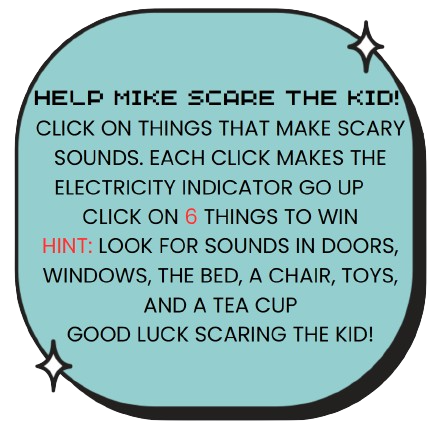 HELP MIKE SCARE THE KID!
CLICK ON THINGS THAT MAKE SCARY
SOUNDS. EACH CLICK MAKES THE
ELECTRICITY INDICATOR GO UP
CLICK ON 6 THINGS TO WIN
HINT: LOOK FOR SOUNDS IN DOORS,
WINDOWS, THE BED, A CHAIR, TOYS,
AND A TEA CUP
GOOD LUCK SCARING THE KID!